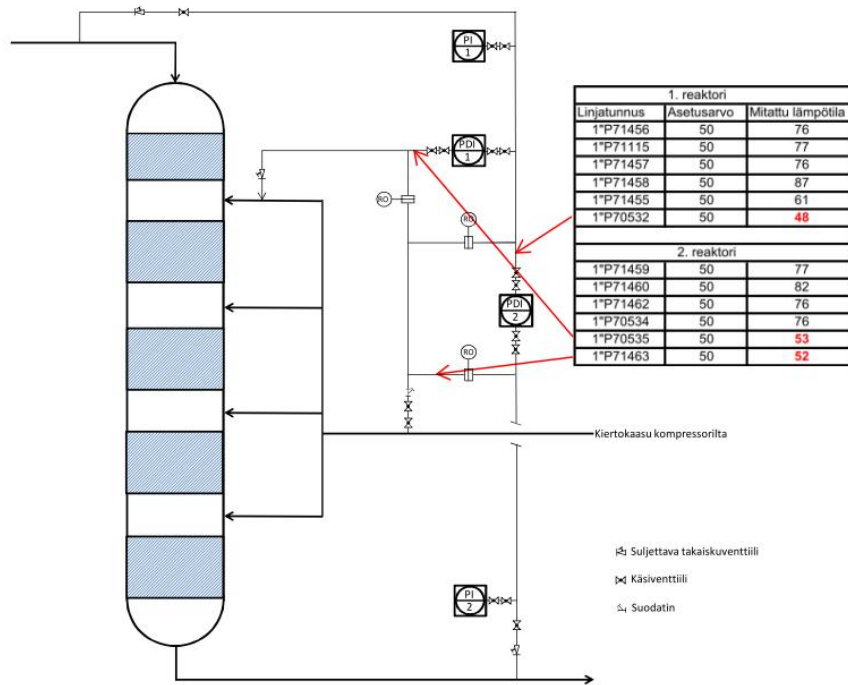 PI
1
PDI
1
RO
RO
PDI
2
RO
Kiertokaasu kompressorilta
PI
2
1. reaktori
Linjatunnus Asetusarvo Mitattu lämpötila
1"P71456 50 76
1"P71115 50 77
1"P71457 50 76
1"P71458 50 87
1"P71455 50 61
1"P70532 50 48
2. reaktori
1"P71459 50 77
1"P71460 50 82
1"P71462 50 76
1"P70534 50 76
1"P70535 50 53
1"P71463 50 52
Suljettava takaiskuventtiili
Käsiventtiili
Suodatin